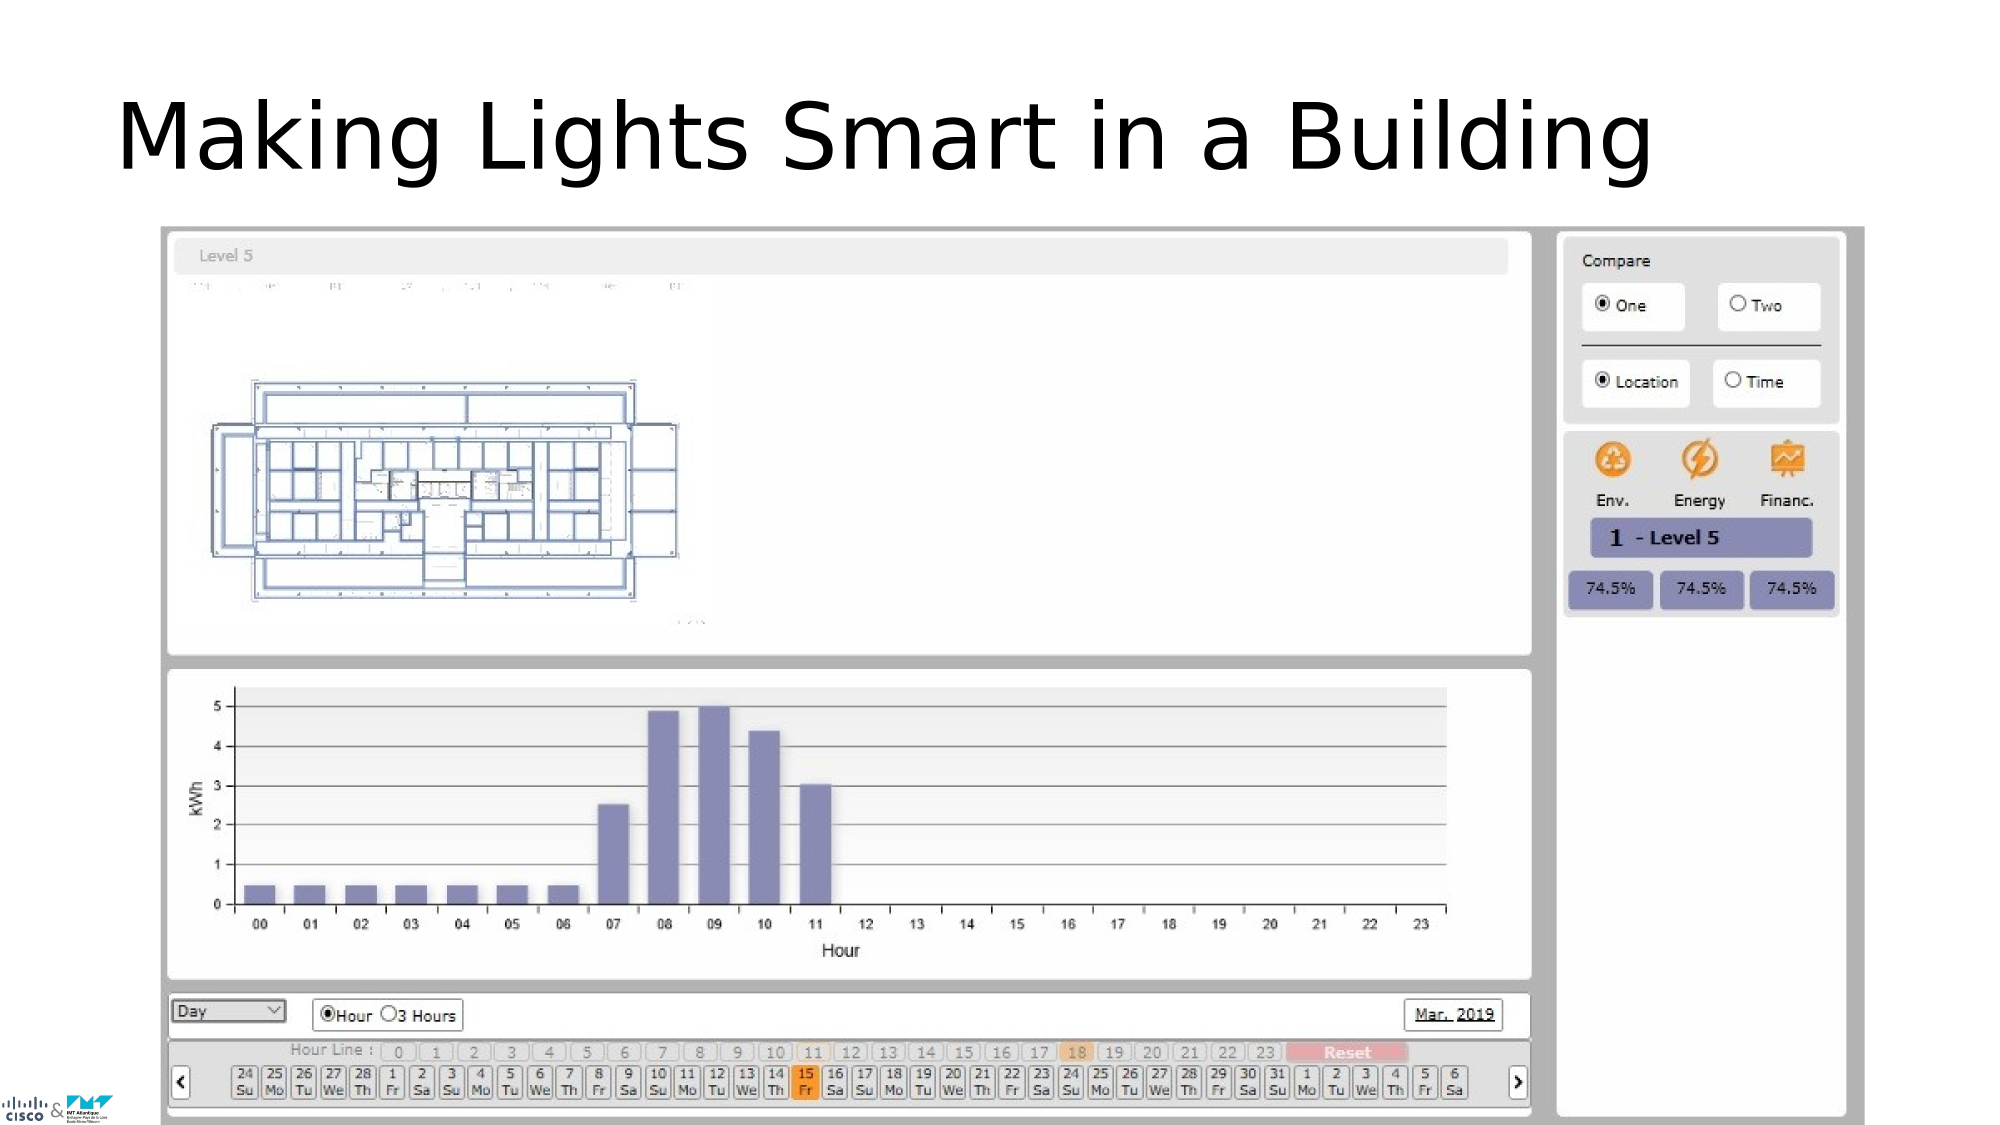 Making Lights Smart in a Building
Level 5
Compare
One Two
Location Time
Env. Energy Financ.
1 - Level 5
74.5% 74.5% 74.5%
5
4
3
2
1
0
kWh
00 01 02 03 04 05 06 07 08 09 10 11 12 13 14 15 16 17 18 19 20 21 22 23
Hour
Day Hour 3 Hours Mar. 2019
Hour Line : 0 1 2 3 4 5 6 7 8 9 10 11 12 13 14 15 16 17 18 19 20 21 22 23 Reset
24 25 26 27 28 1 2 3 4 5 6 7 8 9 10 11 12 13 14 15 16 17 18 19 20 21 22 23 24 25 26 27 28 29 30 31 1 2 3 4 5 6
Su Mo Tu We Th Fr Sa Su Mo Tu We Th Fr Sa Su Mo Tu We Th Fr Sa Su Mo Tu We Th Fr Sa Su Mo Tu We Th Fr Sa Su Mo Tu We Th Fr Sa
CISCO & IMT Atlantique